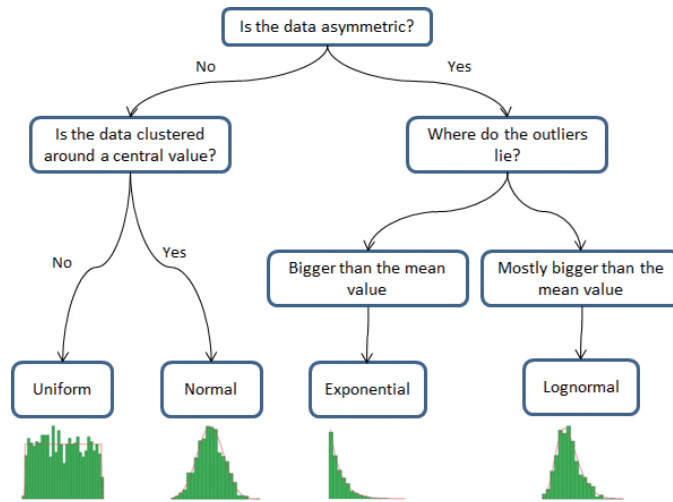 Is the data asymmetric?
No
Yes
Is the data clustered
around a central value?
Where do the outliers
lie?
No
Yes
Bigger than the mean
value
Mostly bigger than the
mean value
Uniform
Normal
Exponential
Lognormal